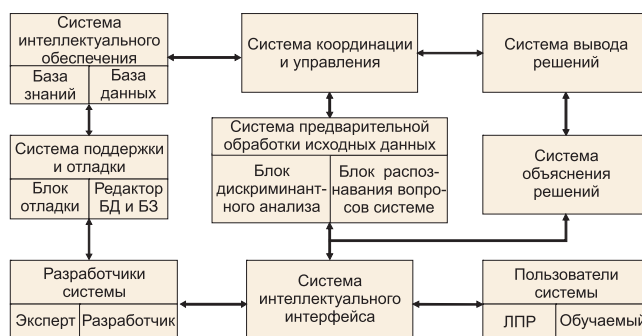 Система
интеллектуального
обеспечения
База
знаний
База
данных
Система координации
и управления
Система вывода
решений
Система поддержки
и отладки
Блок
отладки
Редактор
БД и БЗ
Система предварительной
обработки исходных данных
Блок
дискриминант-
ного анализа
Блок распоз-
навания вопро-
сов системе
Система
объяснения
решений
Разработчики
системы
Эксперт
Разработчик
Система
интеллектуального
интерфейса
Пользователи
системы
ЛПР
Обучаемый